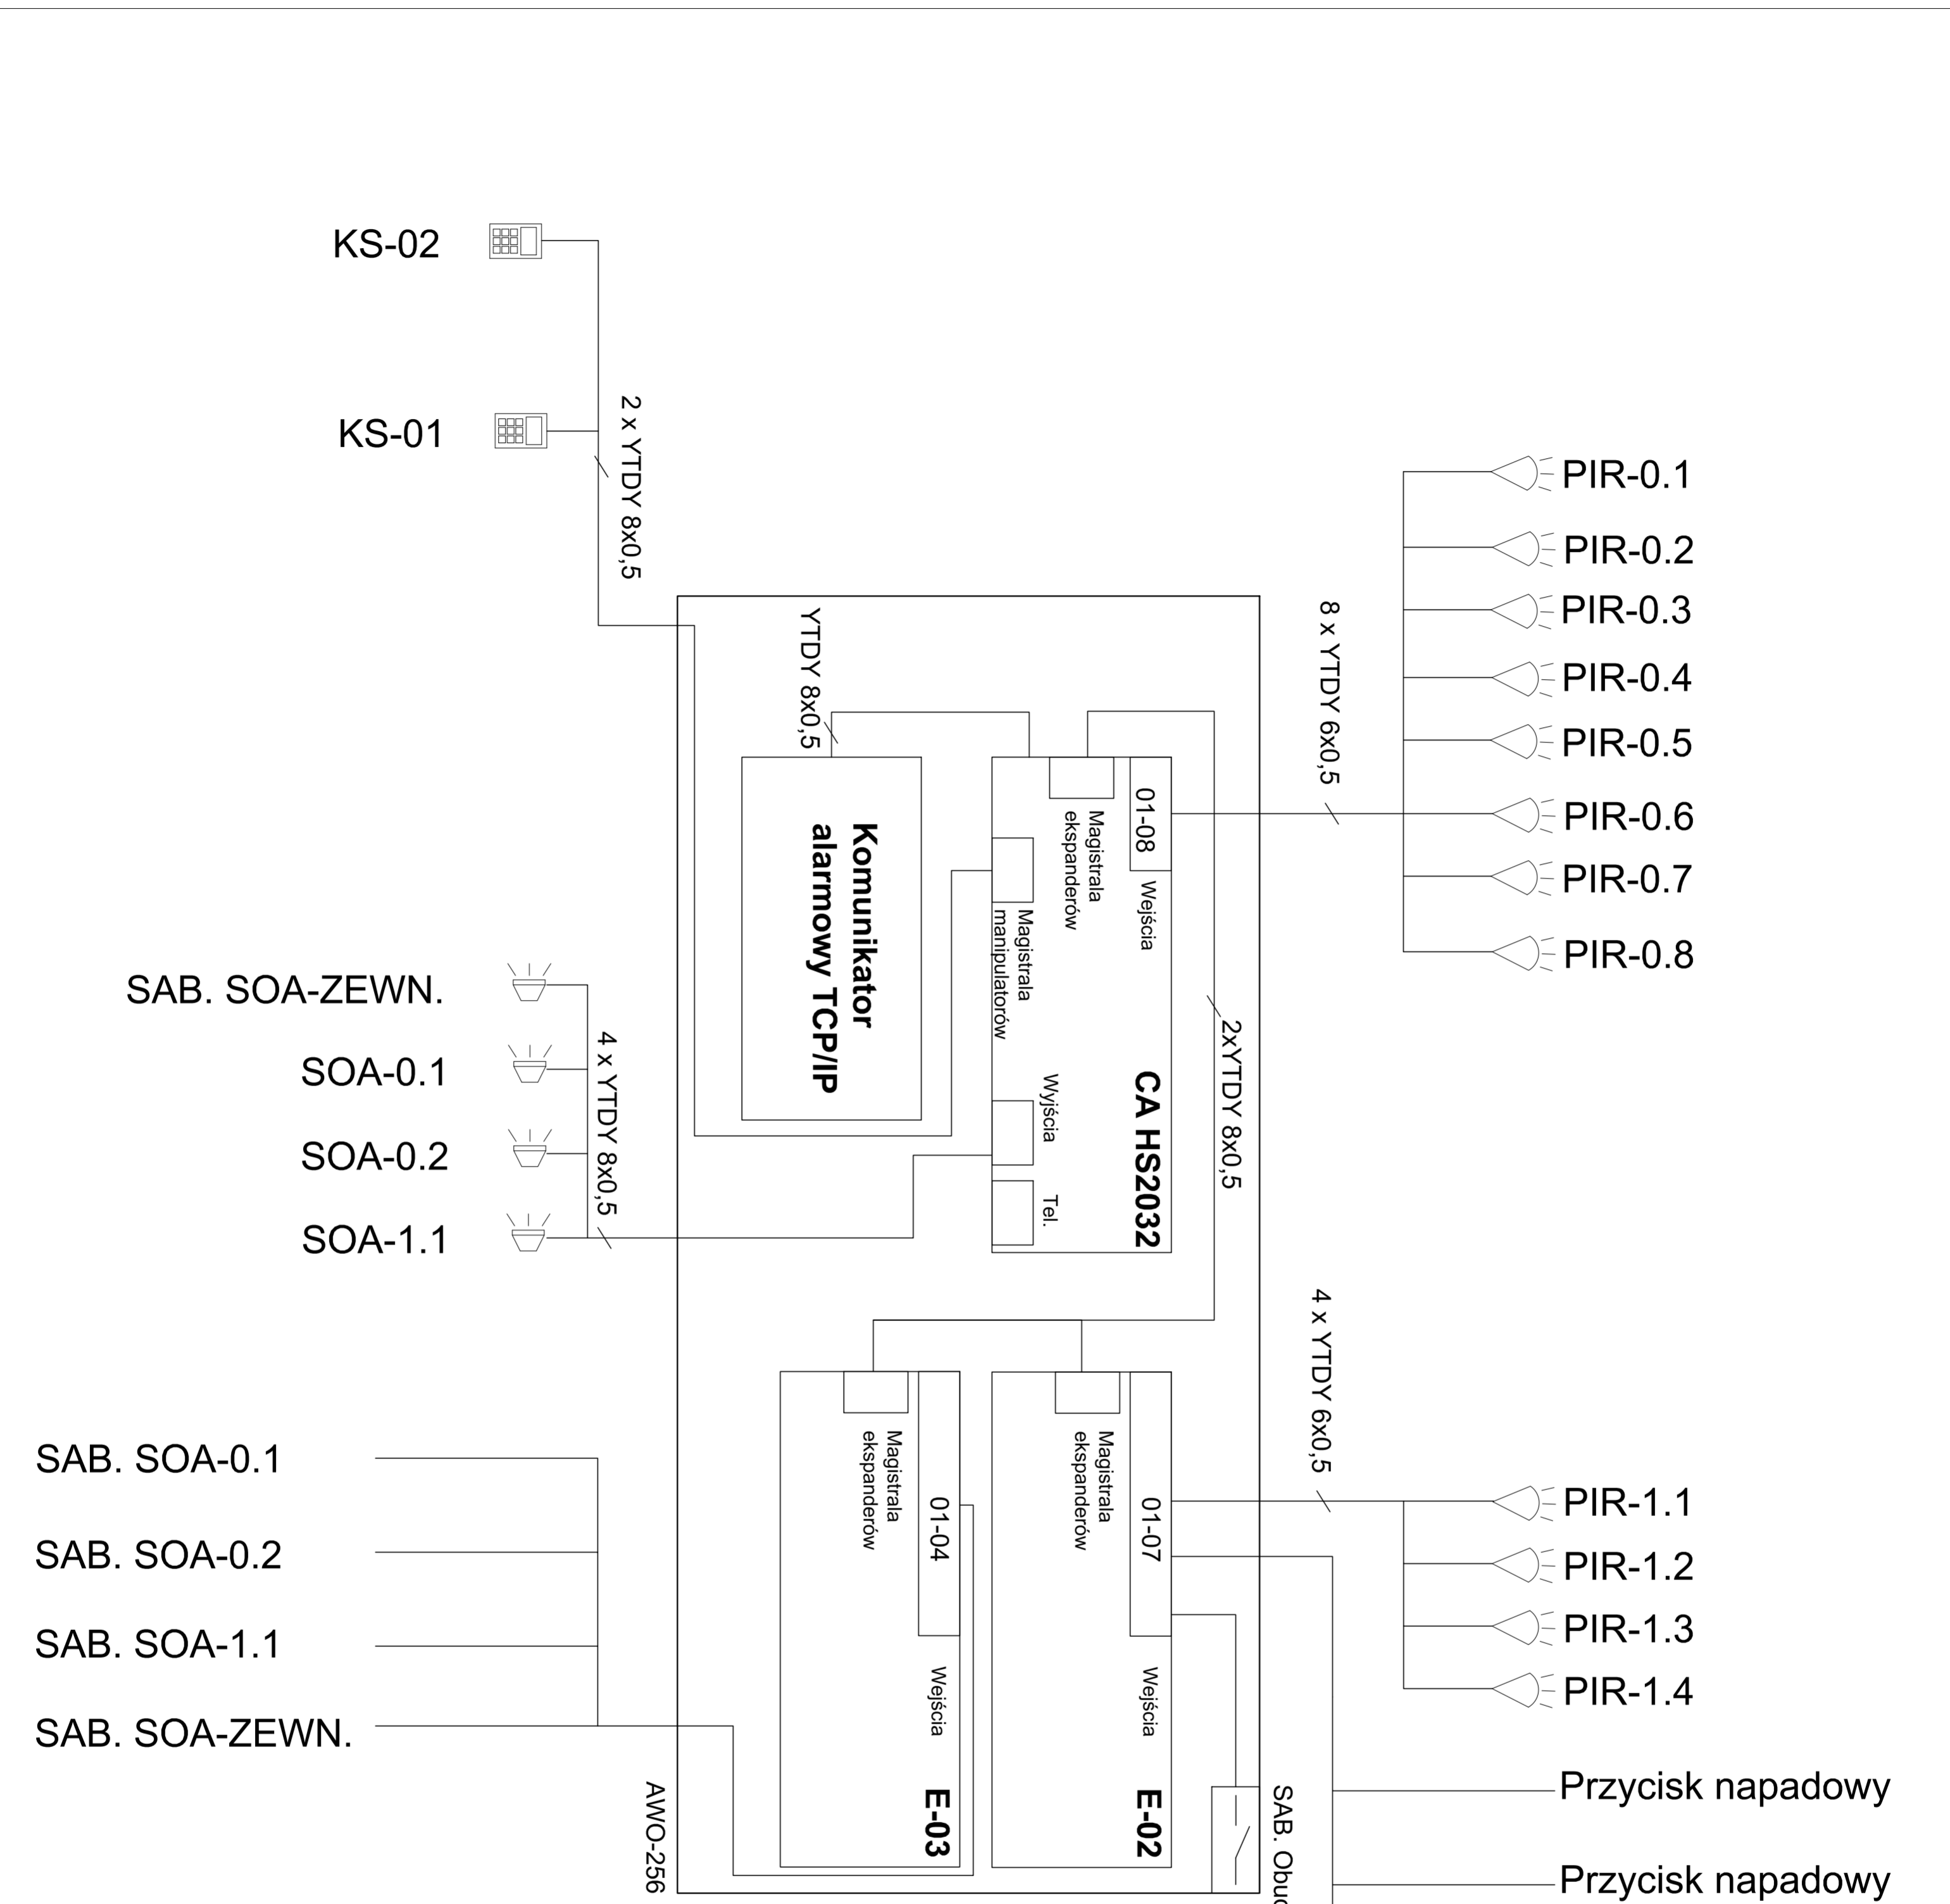 KS-02
KS-01
2 x YTDY 8x0,5
PIR-0.1
PIR-0.2
PIR-0.3
PIR-0.4
PIR-0.5
PIR-0.6
PIR-0.7
PIR-0.8
8 x YTDY 6x0,5
YTDY 8x0,5
Komunikator
alarmowy TCP/IP
01-08
Wejścia
Magistrala
ekspanderów
Magistrala
manipulatorów
Wyjścia
Tel.
CA HS2032
2xYTDY 8x0,5
SAB. SOA-ZEWN.
SOA-0.1
SOA-0.2
SOA-1.1
4 x YTDY 8x0,5
4 x YTDY 6x0,5
SAB. SOA-0.1
SAB. SOA-0.2
SAB. SOA-1.1
SAB. SOA-ZEWN.
Magistrala
ekspanderów
01-04
Wejścia
E-03
Magistrala
ekspanderów
01-07
Wejścia
E-02
PIR-1.1
PIR-1.2
PIR-1.3
PIR-1.4
Przycisk napadowy
Przycisk napadowy
AWO-256
SAB.